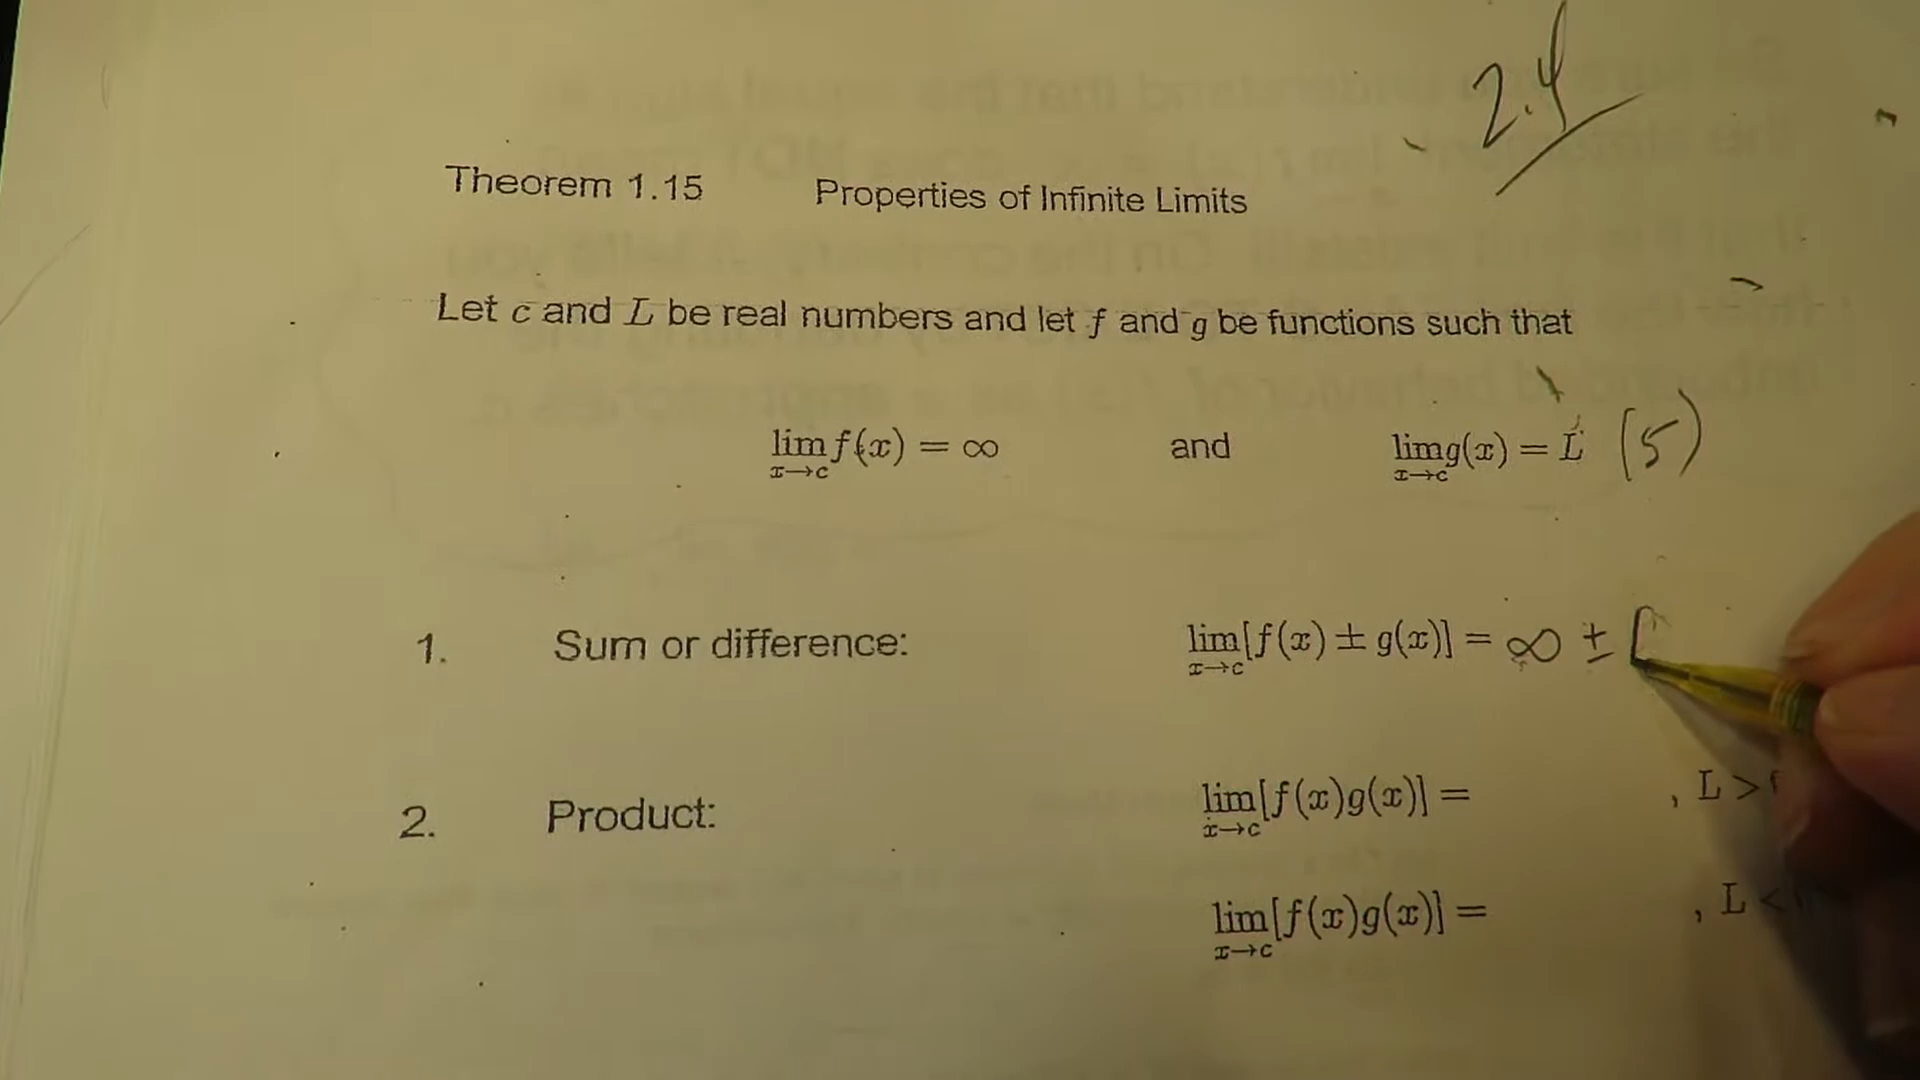 2.4
Theorem 1.15 Properties of Infinite Limits
Let c and L be real numbers and let f and g be functions such that
lim f(x) = ∞ and lim g(x) = L (5)
x→c x→c
1. Sum or difference: lim[f(x) ± g(x)] = ∞ ±
x→c
2. Product: lim[f(x)g(x)] = , L >
x→c
lim[f(x)g(x)] = , L <
x→c